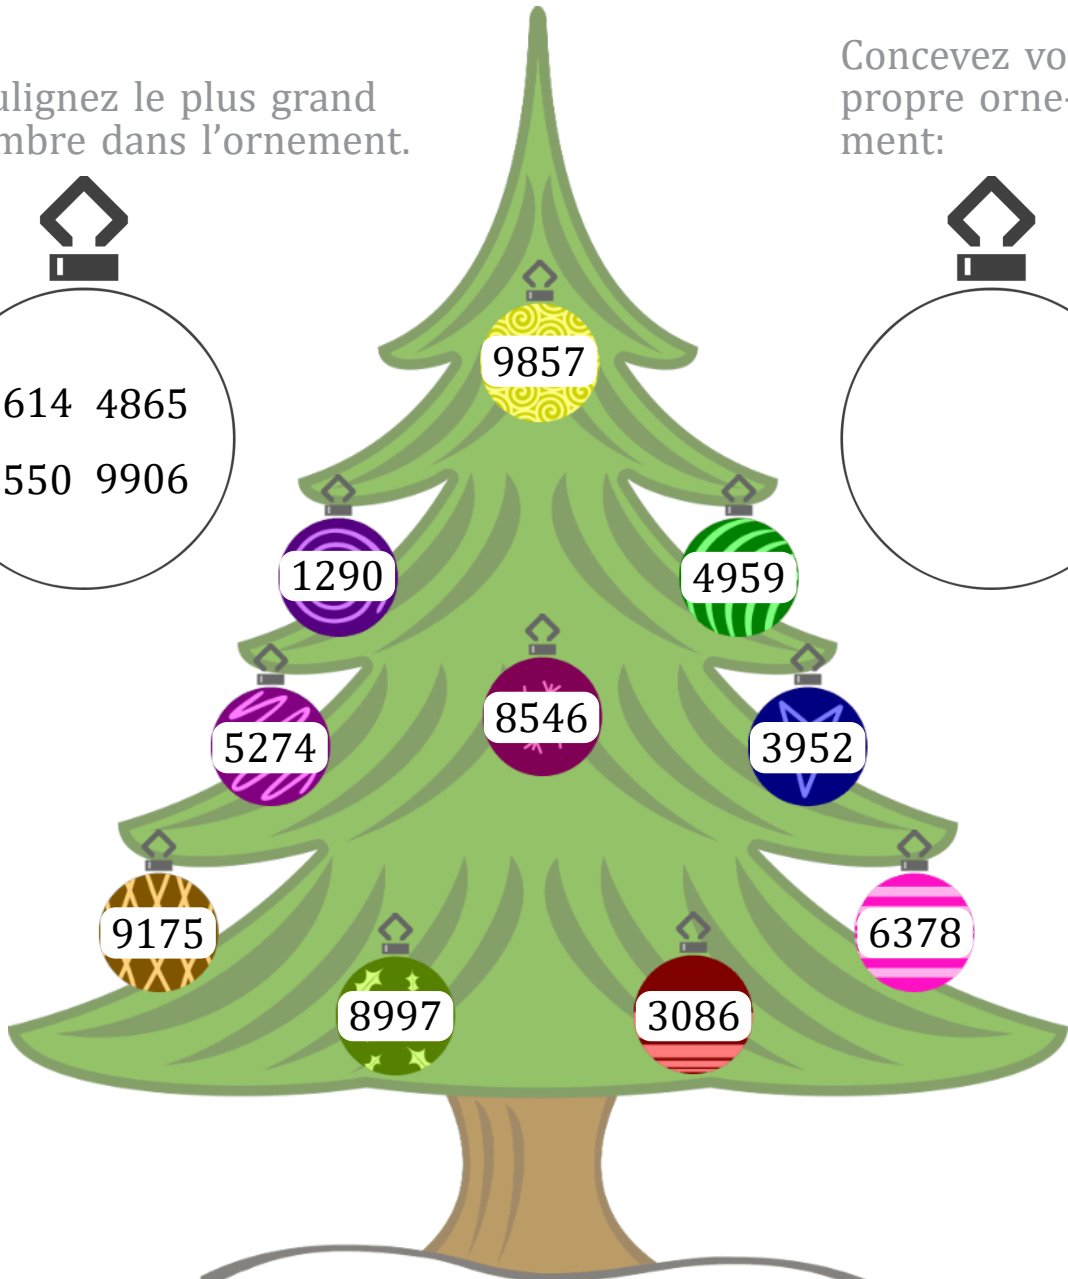 ulignez le plus grand
mbre dans l'ornement.
Concevez vo
propre orne-
ment:
614 4865
550 9906
9857
1290
4959
8546
5274
3952
9175
6378
8997
3086